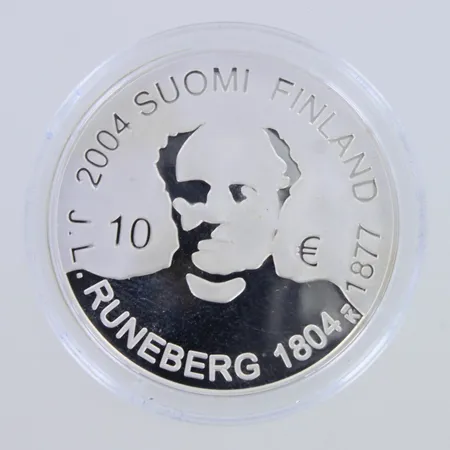 2004 SUOMI FINLAND
10 €
J.L. RUNEBERG 1804 1877